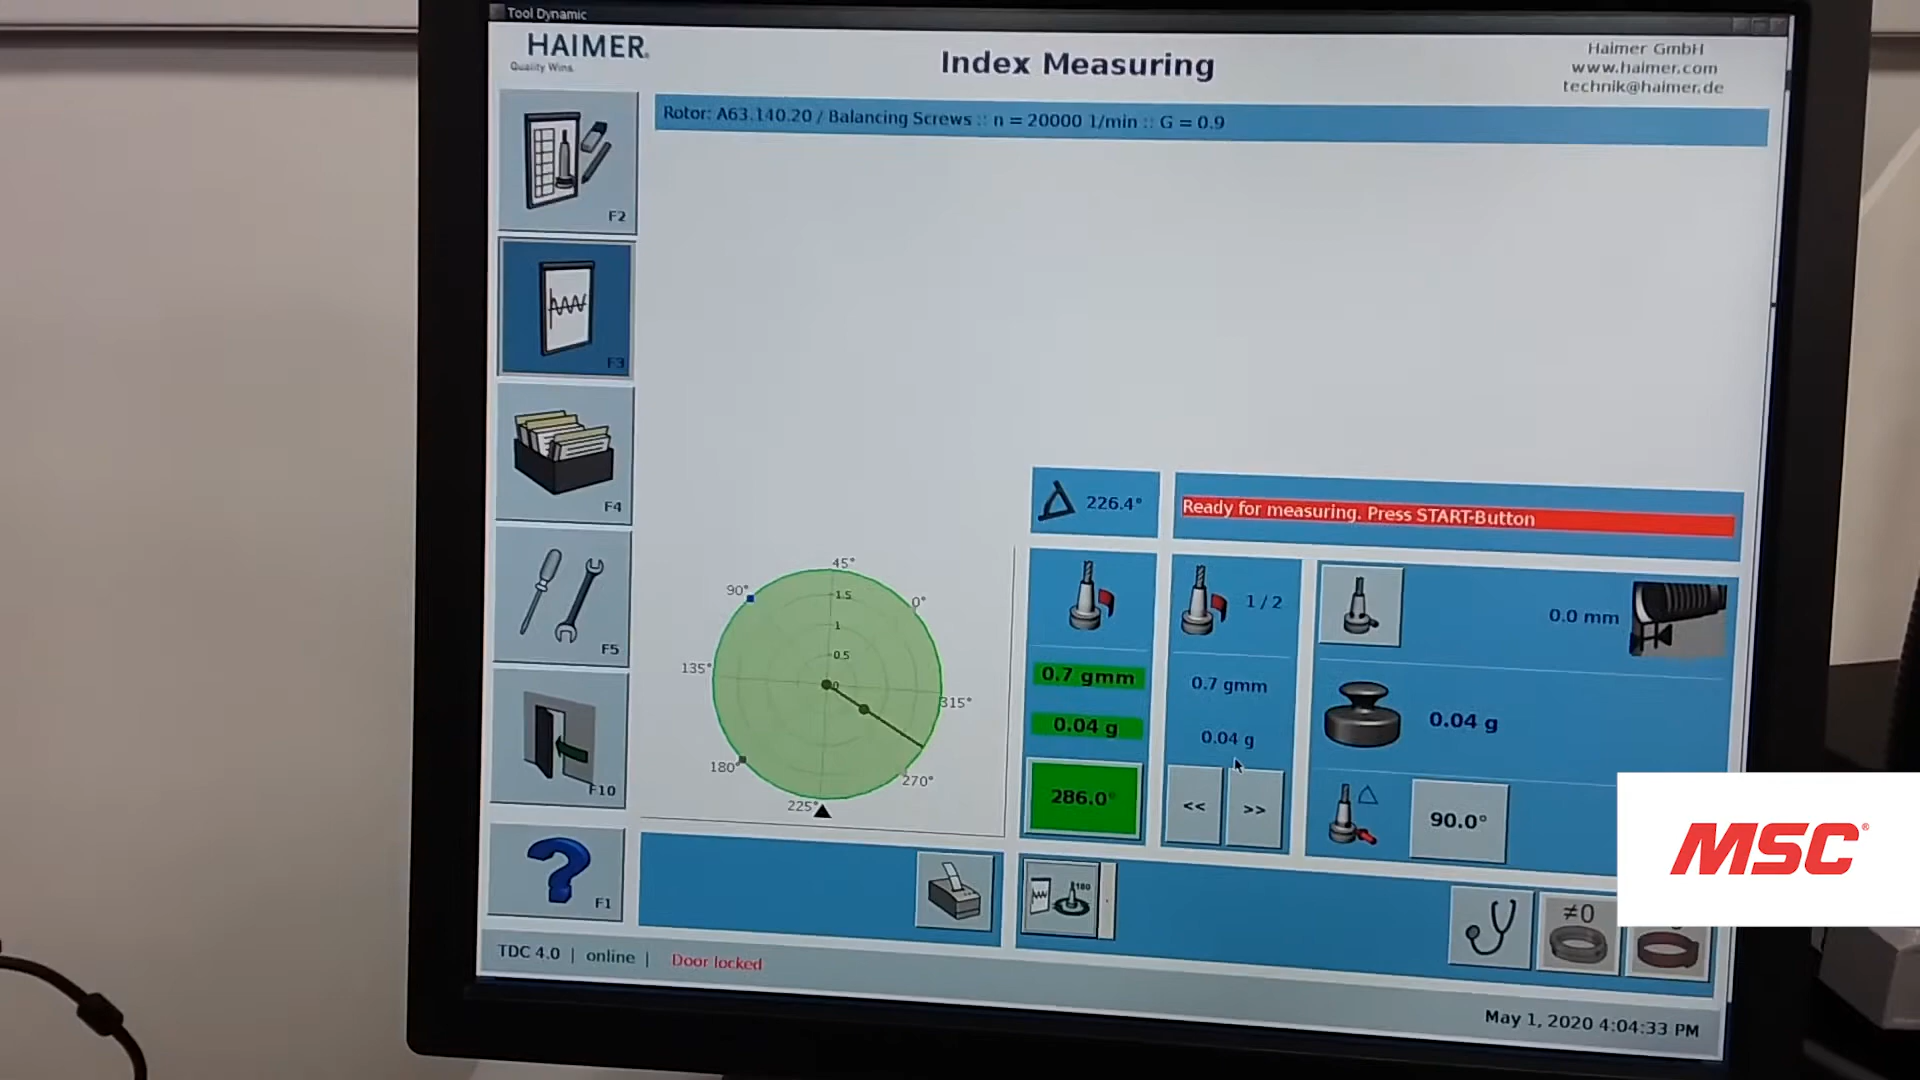 Tool Dynamic
HAIMER®
Quality Wins.
Index Measuring
Haimer GmbH
www.haimer.com
technik@haimer.de
Rotor: A63.140.20 / Balancing Screws :: n = 20000 1/min :: G = 0.9
F2
F3
F4
F5
F10
F1
226.4°
Ready for measuring. Press START-Button
45°
90°
0°
1.5
1
0.5
0
135°
315°
180°
270°
225°
0.7 gmm
0.04 g
286.0°
1 / 2
0.7 gmm
0.04 g
<<
>>
0.0 mm
0.04 g
90.0°
180
≠0
MSC®
TDC 4.0 | online | Door locked
May 1, 2020 4:04:33 PM